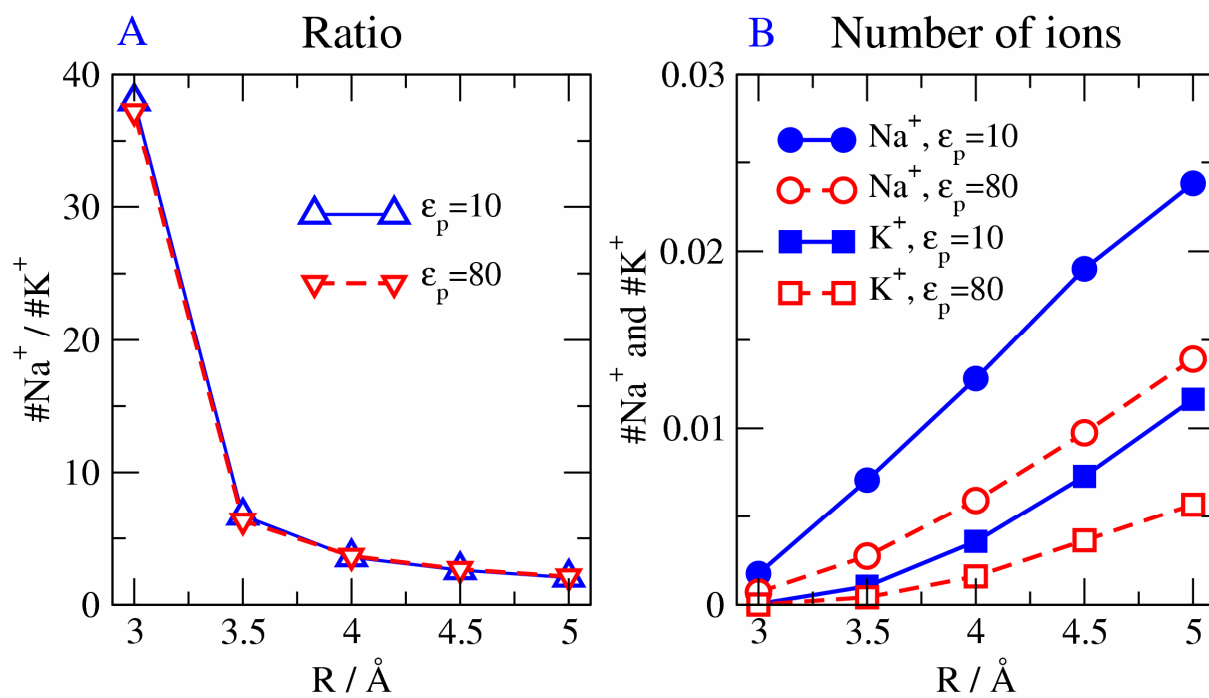 A Ratio
40
30
20
10
0
3 3.5 4 4.5 5
R / Å
#Na⁺ / #K⁺
εₚ=10
εₚ=80
B Number of ions
0.03
0.02
0.01
0
3 3.5 4 4.5 5
R / Å
#Na⁺ and #K⁺
Na⁺, εₚ=10
Na⁺, εₚ=80
K⁺, εₚ=10
K⁺, εₚ=80